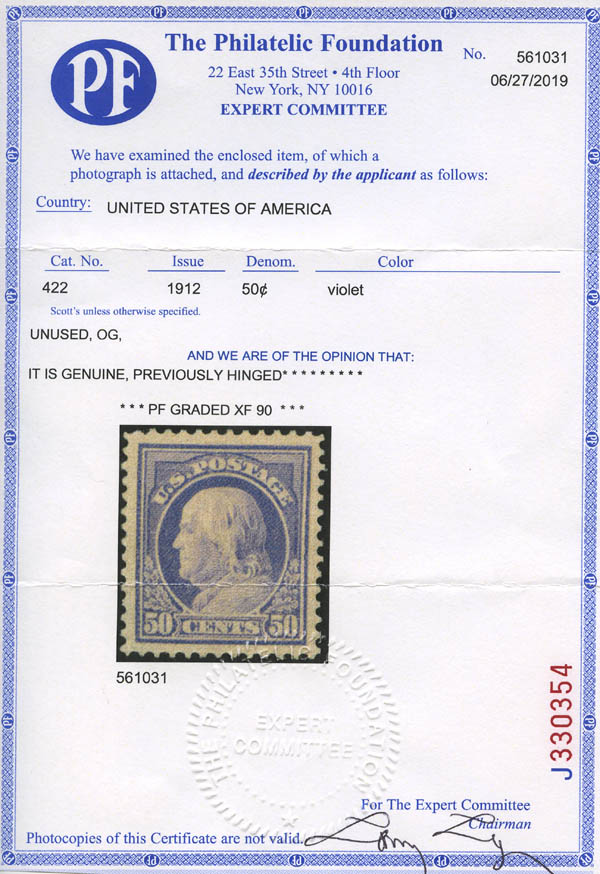 PF
The Philatelic Foundation
No. 561031
22 East 35th Street • 4th Floor
06/27/2019
New York, NY 10016
EXPERT COMMITTEE
We have examined the enclosed item, of which a
photograph is attached, and described by the applicant as follows:
Country: UNITED STATES OF AMERICA
Cat. No. Issue Denom. Color
422 1912 50¢ violet
Scott's unless otherwise specified.
UNUSED, OG,
AND WE ARE OF THE OPINION THAT:
IT IS GENUINE, PREVIOUSLY HINGED* * * * * * * * *
* * * PF GRADED XF 90 * * *
U.S. POSTAGE
50 CENTS 50
561031
THE PHILATELIC FOUNDATION
EXPERT
COMMITTEE
J330354
For The Expert Committee
Chairman
Photocopies of this Certificate are not valid.